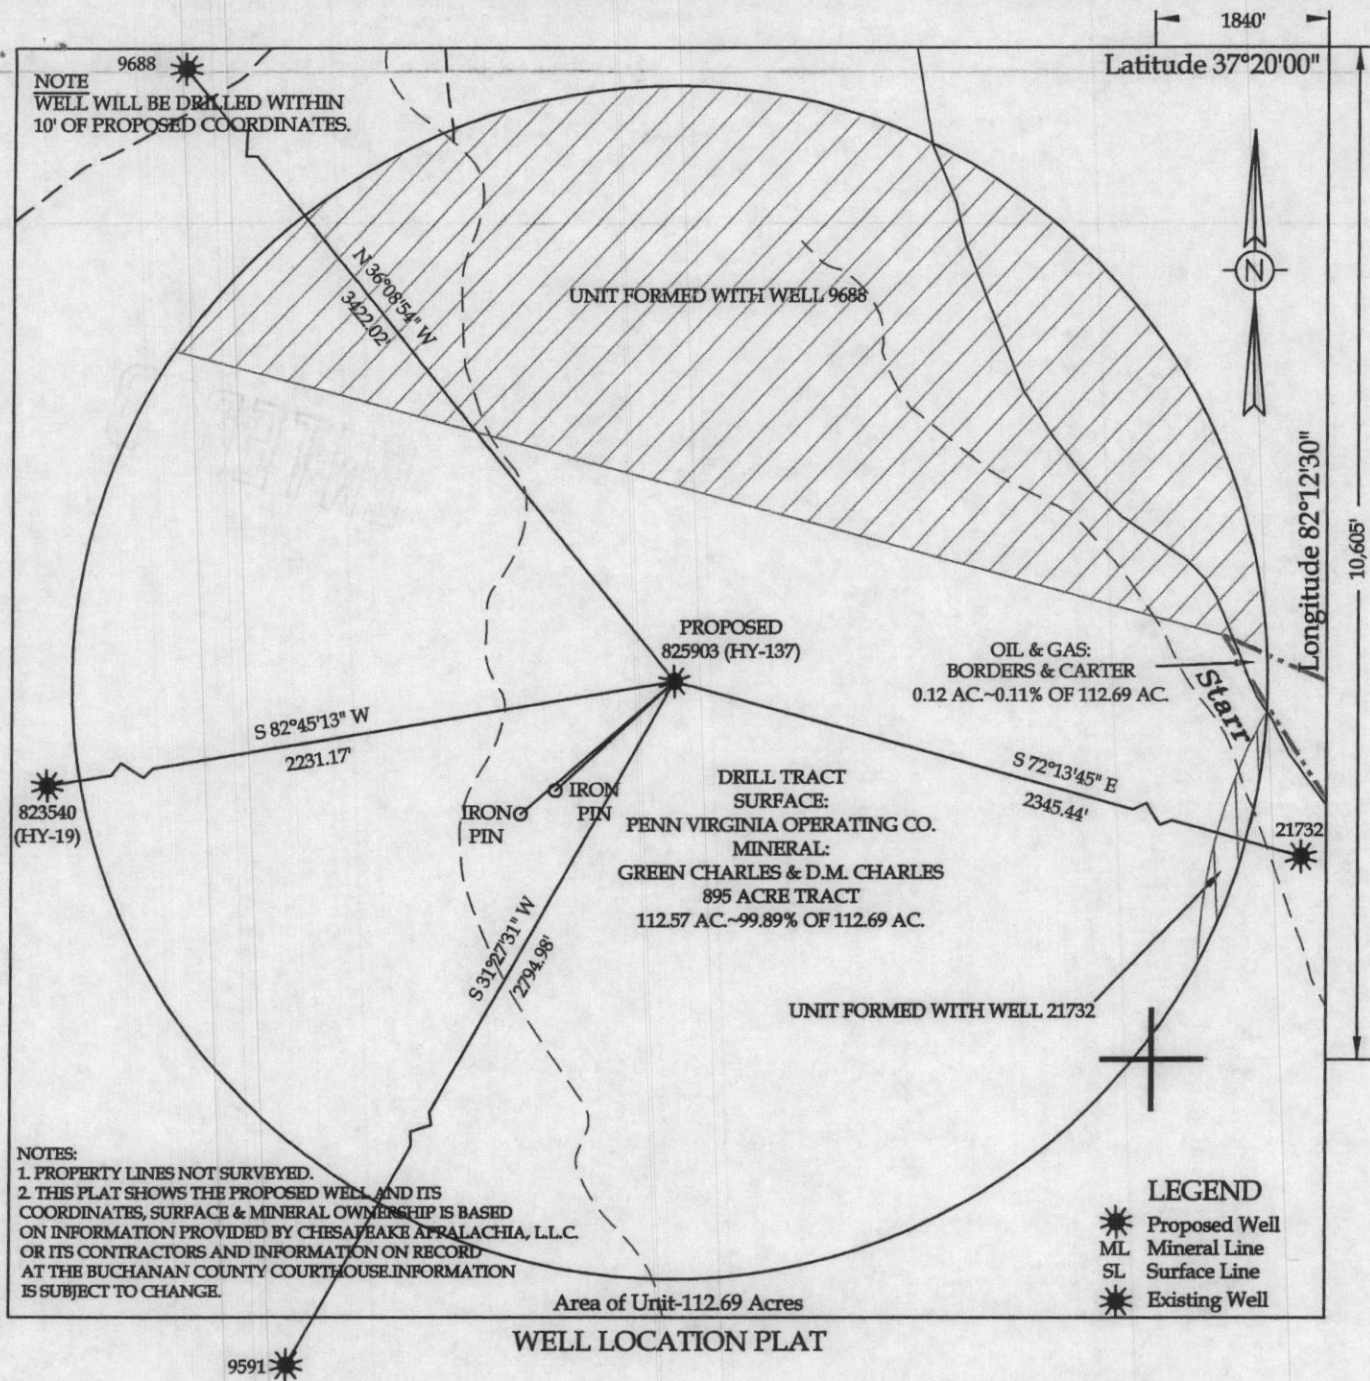 1840'
Latitude 37°20'00"
9688
NOTE
WELL WILL BE DRILLED WITHIN
10' OF PROPOSED COORDINATES.
N
N 36°08'54" W
3422.02'
UNIT FORMED WITH WELL 9688
Longitude 82°12'30"
10,605'
PROPOSED
825903 (HY-137)
OIL & GAS:
BORDERS & CARTER
0.12 AC.~0.11% OF 112.69 AC.
Starr
S 82°45'13" W
2231.17'
S 72°13'45" E
2345.44'
823540
(HY-19)
IRON
PIN
IRON
PIN
DRILL TRACT
SURFACE:
PENN VIRGINIA OPERATING CO.
MINERAL:
GREEN CHARLES & D.M. CHARLES
895 ACRE TRACT
112.57 AC.~99.89% OF 112.69 AC.
21732
S 31°27'31" W
2794.98'
UNIT FORMED WITH WELL 21732
NOTES:
1. PROPERTY LINES NOT SURVEYED.
2. THIS PLAT SHOWS THE PROPOSED WELL AND ITS
COORDINATES, SURFACE & MINERAL OWNERSHIP IS BASED
ON INFORMATION PROVIDED BY CHESAPEAKE APPALACHIA, L.L.C.
OR ITS CONTRACTORS AND INFORMATION ON RECORD
AT THE BUCHANAN COUNTY COURTHOUSE.INFORMATION
IS SUBJECT TO CHANGE.
LEGEND
Proposed Well
ML Mineral Line
SL Surface Line
Existing Well
Area of Unit-112.69 Acres
WELL LOCATION PLAT
9591